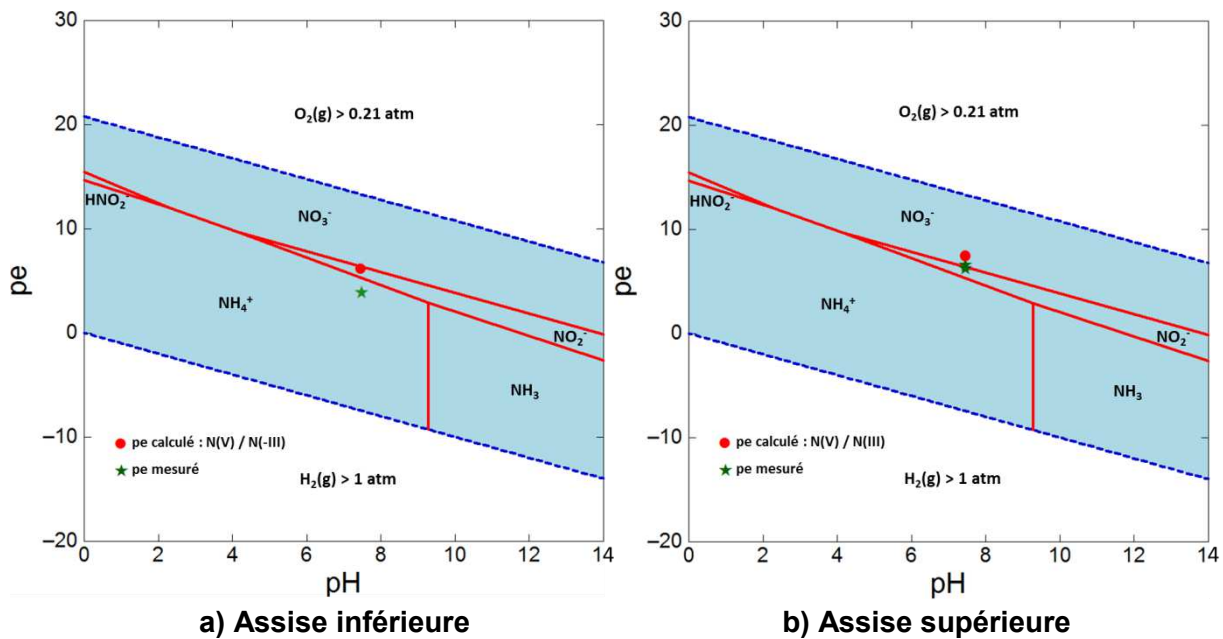 30
20
10
0
−10
−20
pe
O₂(g) > 0.21 atm
HNO₂⁻
NO₃⁻
NH₄⁺
NO₂⁻
NH₃
pe calculé : N(V) / N(-III)
pe mesuré
H₂(g) > 1 atm
0 2 4 6 8 10 12 14
pH
a) Assise inférieure
30
20
10
0
−10
−20
pe
O₂(g) > 0.21 atm
HNO₂⁻
NO₃⁻
NH₄⁺
NO₂⁻
NH₃
pe calculé : N(V) / N(III)
pe mesuré
H₂(g) > 1 atm
0 2 4 6 8 10 12 14
pH
b) Assise supérieure